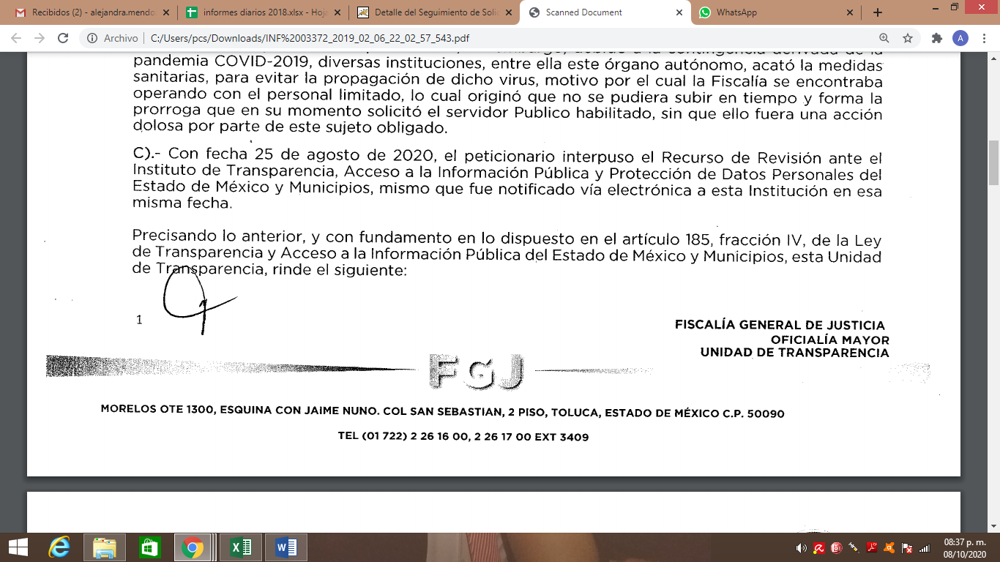 Recibidos (2) - alejandra.mendo
informes diarios 2018.xlsx - Hoja
Detalle del Seguimiento de Solic
Scanned Document
WhatsApp
Archivo
C:/Users/pcs/Downloads/INF%2003372_2019_02_06_22_02_57_543.pdf
A
pandemia COVID-2019, diversas instituciones, entre ella este órgano autónomo, acató la medidas
sanitarias, para evitar la propagación de dicho virus, motivo por el cual la Fiscalía se encontraba
operando con el personal limitado, lo cual originó que no se pudiera subir en tiempo y forma la
prorroga que en su momento solicitó el servidor Publico habilitado, sin que ello fuera una acción
dolosa por parte de este sujeto obligado.
C).- Con fecha 25 de agosto de 2020, el peticionario interpuso el Recurso de Revisión ante el
Instituto de Transparencia, Acceso a la Información Pública y Protección de Datos Personales del
Estado de México y Municipios, mismo que fue notificado vía electrónica a esta Institución en esa
misma fecha.
Precisando lo anterior, y con fundamento en lo dispuesto en el artículo 185, fracción IV, de la Ley
de Transparencia y Acceso a la Información Pública del Estado de México y Municipios, esta Unidad
de Transparencia, rinde el siguiente:
1
FISCALÍA GENERAL DE JUSTICIA
OFICIALÍA MAYOR
UNIDAD DE TRANSPARENCIA
FGJ
MORELOS OTE 1300, ESQUINA CON JAIME NUNO. COL SAN SEBASTIAN, 2 PISO, TOLUCA, ESTADO DE MÉXICO C.P. 50090
TEL (01 722) 2 26 16 00, 2 26 17 00 EXT 3409
08:37 p. m.
08/10/2020